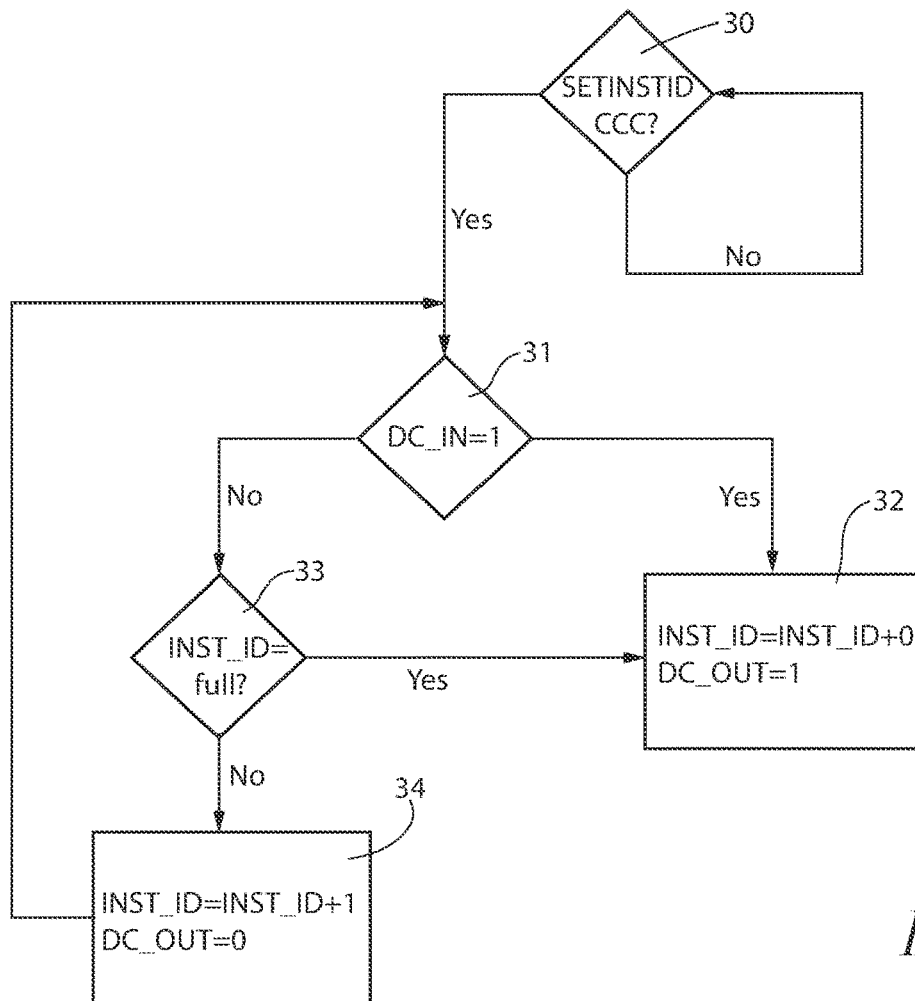 30
SETINSTID
CCC?
Yes
No
31
DC_IN=1
No
Yes
32
33
INST_ID=
full?
Yes
INST_ID=INST_ID+0
DC_OUT=1
No
34
INST_ID=INST_ID+1
DC_OUT=0